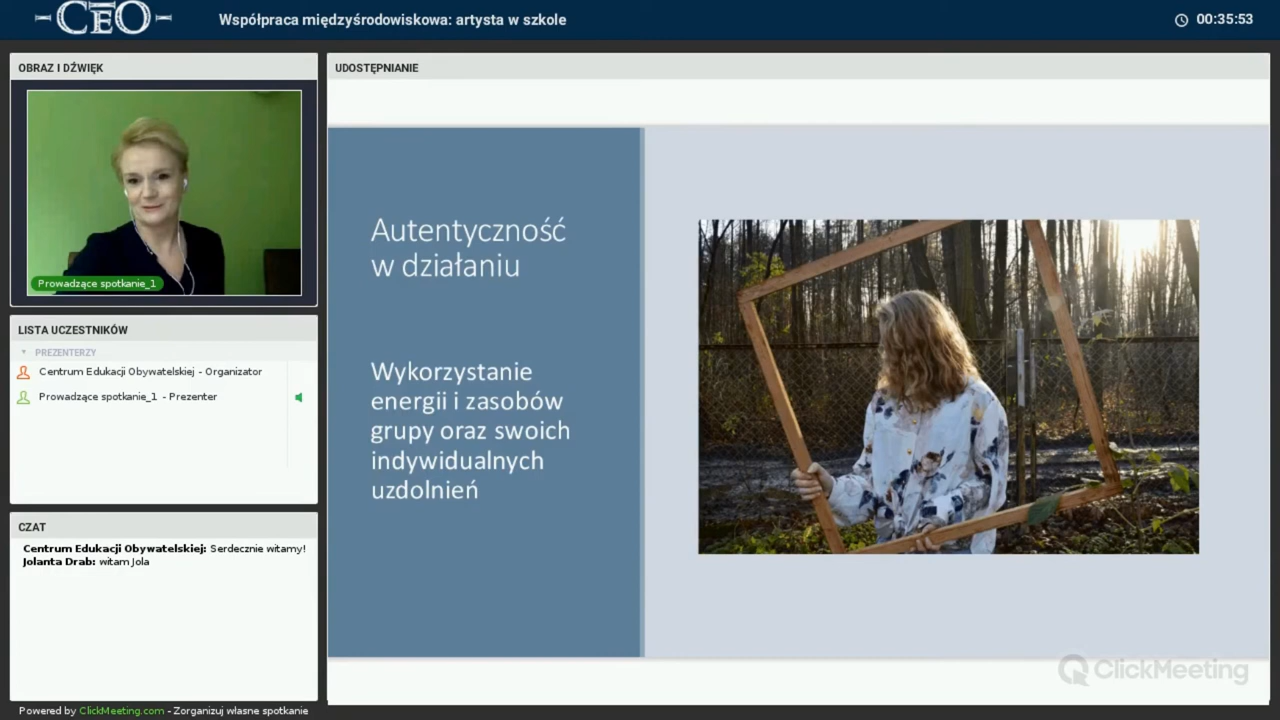 CEO
Współpraca międzyśrodowiskowa: artysta w szkole
00:35:53
OBRAZ I DŹWIĘK
Prowadzące spotkanie_1
LISTA UCZESTNIKÓW
PREZENTERZY
Centrum Edukacji Obywatelskiej - Organizator
Prowadzące spotkanie_1 - Prezenter
CZAT
Centrum Edukacji Obywatelskiej: Serdecznie witamy!
Jolanta Drab: witam Jola
Powered by ClickMeeting.com - Zorganizuj własne spotkanie
UDOSTĘPNIANIE
Autentyczność
w działaniu
Wykorzystanie
energii i zasobów
grupy oraz swoich
indywidualnych
uzdolnień
ClickMeeting